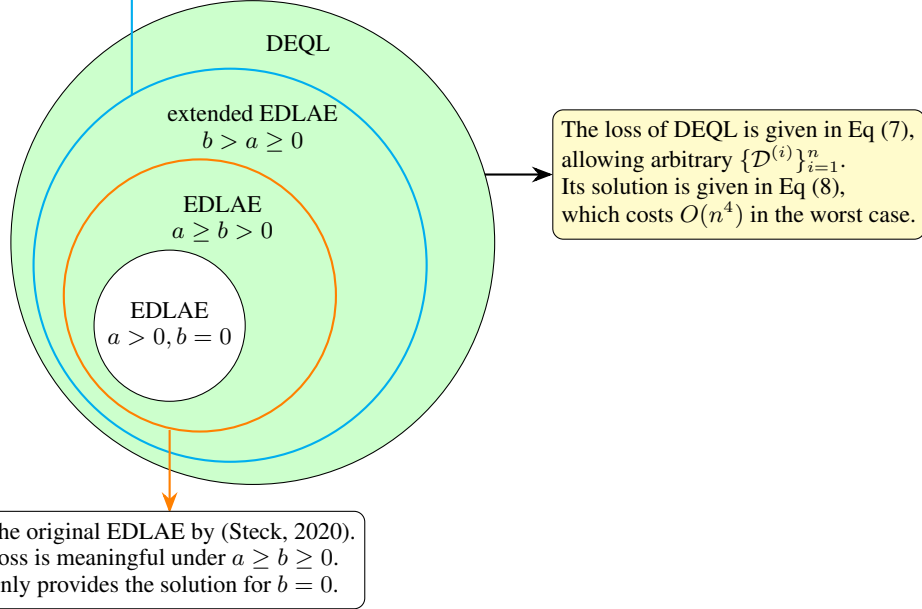 DEQL
extended EDLAE
b > a ≥ 0
EDLAE
a ≥ b > 0
EDLAE
a > 0, b = 0
The loss of DEQL is given in Eq (7),
allowing arbitrary {𝒟⁽ⁱ⁾}ⁿᵢ₌₁.
Its solution is given in Eq (8),
which costs O(n⁴) in the worst case.
he original EDLAE by (Steck, 2020).
oss is meaningful under a ≥ b ≥ 0.
nly provides the solution for b = 0.